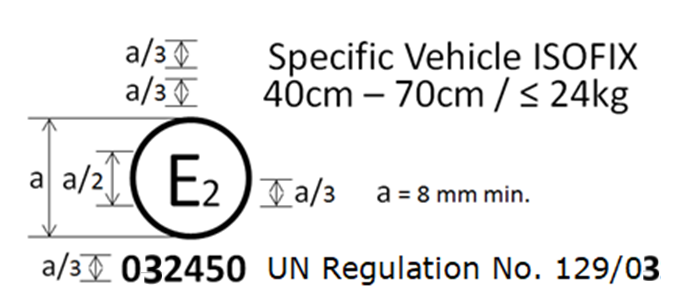 a/3 Specific Vehicle ISOFIX
a/3 40cm – 70cm / ≤ 24kg
a a/2 E2 a/3 a = 8 mm min.
a/3 032450 UN Regulation No. 129/03